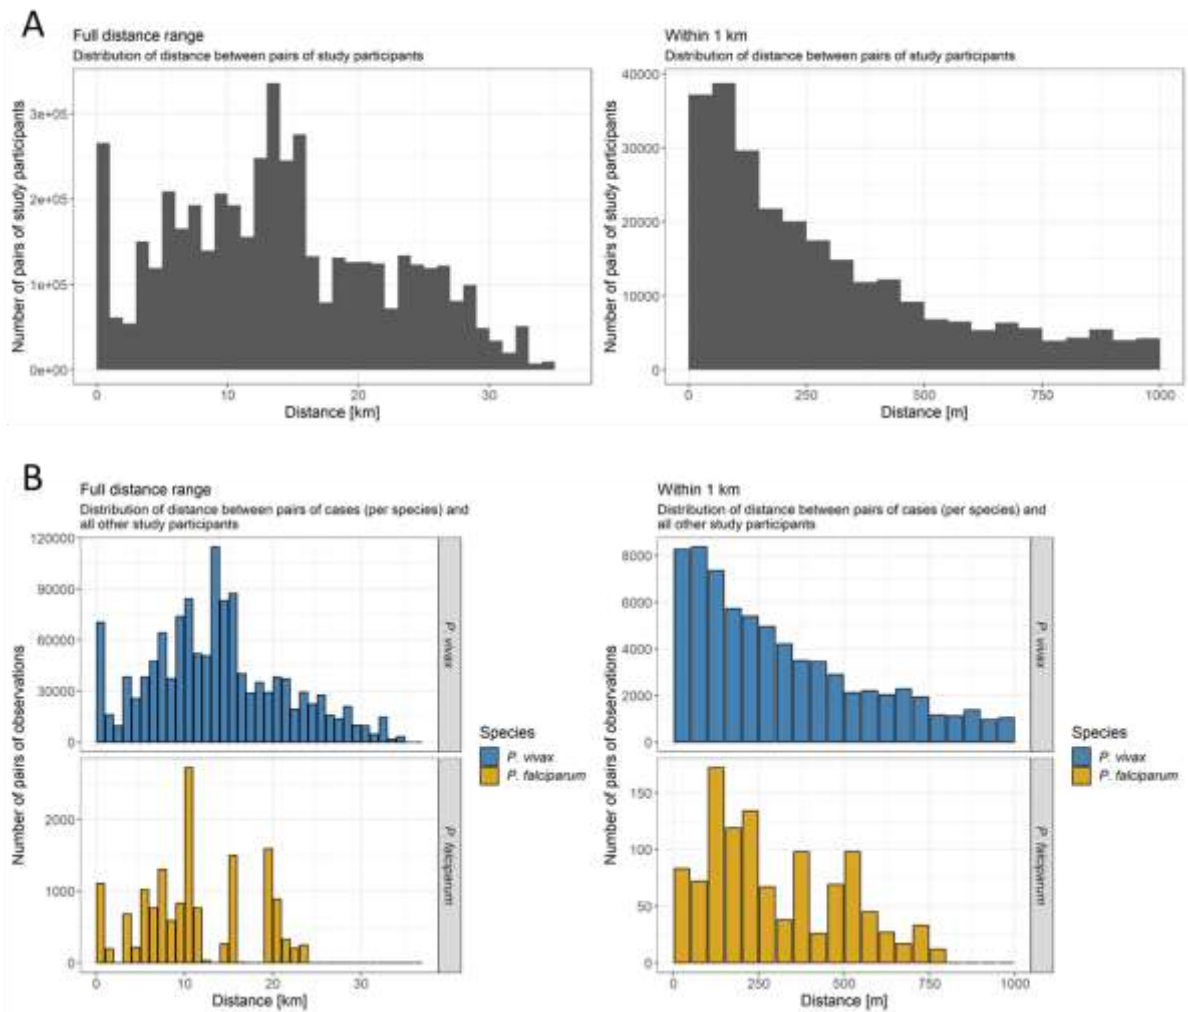 A
Full distance range
Distribution of distance between pairs of study participants
Number of pairs of study participants
3e+05
2e+05
1e+05
0e+00
0 10 20 30
Distance [km]
Within 1 km
Distribution of distance between pairs of study participants
Number of pairs of study participants
40000
30000
20000
10000
0
0 250 500 750 1000
Distance [m]
B
Full distance range
Distribution of distance between pairs of cases (per species) and
all other study participants
Number of pairs of observations
120000
90000
60000
30000
0
P. vivax
2000
1000
0
P. falciparum
0 10 20 30
Distance [km]
Species
P. vivax
P. falciparum
Within 1 km
Distribution of distance between pairs of cases (per species) and
all other study participants
Number of pairs of observations
8000
6000
4000
2000
0
P. vivax
150
100
50
0
P. falciparum
0 250 500 750 1000
Distance [m]
Species
P. vivax
P. falciparum